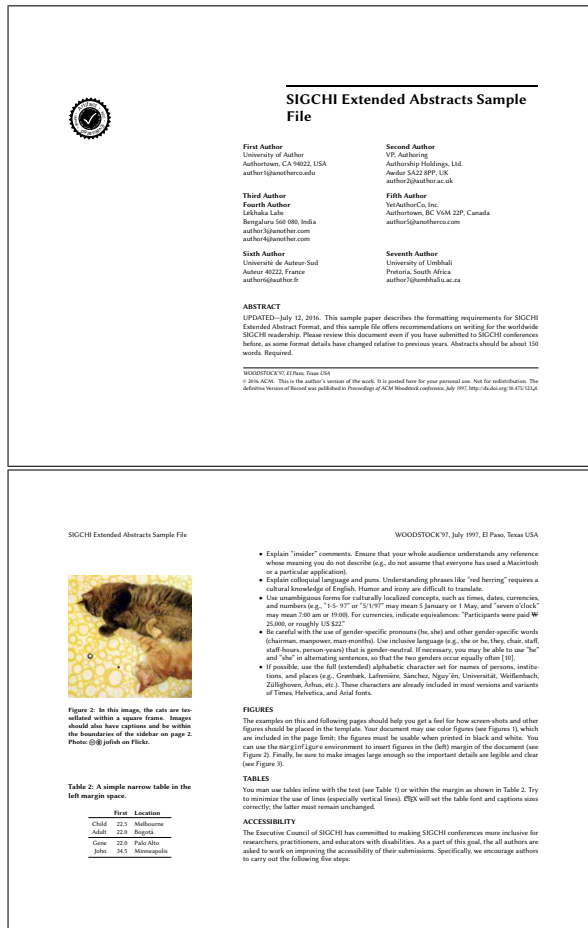 SIGCHI Extended Abstracts Sample
File
First Author
University of Author
Authortown, CA 94022, USA
author1@anotherco.edu
Second Author
VP, Authoring
Authorship Holdings, Ltd.
Awdur SA22 8PP, UK
author2@author.ac.uk
Third Author
Fourth Author
Lekhaka Labs
Bengaluru 560 080, India
author3@another.com
author4@another.com
Fifth Author
YetAuthorCo, Inc.
Authortown, BC V6M 22P, Canada
author5@anotherco.com
Sixth Author
Université de Auteur-Sud
Auteur 40222, France
author6@author.fr
Seventh Author
University of Umbhali
Pretoria, South Africa
author7@umbhaliu.ac.za
ABSTRACT
UPDATED—July 12, 2016. This sample paper describes the formatting requirements for SIGCHI
Extended Abstract Format, and this sample file offers recommendations on writing for the worldwide
SIGCHI readership. Please review this document even if you have submitted to SIGCHI conferences
before, as some format details have changed relative to previous years. Abstracts should be about 150
words. Required.
WOODSTOCK'97, El Paso, Texas USA
© 2016 ACM. This is the author's version of the work. It is posted here for your personal use. Not for redistribution. The
definitive Version of Record was published in Proceedings of ACM Woodstock conference, July 1997, http://dx.doi.org/10.475/123_4.
SIGCHI Extended Abstracts Sample File
WOODSTOCK'97, July 1997, El Paso, Texas USA
Figure 2: In this image, the cats are tes-
sellated within a square frame. Images
should also have captions and be within
the boundaries of the sidebar on page 2.
Photo: jofish on Flickr.
Table 2: A simple narrow table in the
left margin space.
First Location
Child 22.5 Melbourne
Adult 22.0 Bogotá
Gene 22.0 Palo Alto
John 34.5 Minneapolis
• Explain "insider" comments. Ensure that your whole audience understands any reference
whose meaning you do not describe (e.g., do not assume that everyone has used a Macintosh
or a particular application).
• Explain colloquial language and puns. Understanding phrases like "red herring" requires a
cultural knowledge of English. Humor and irony are difficult to translate.
• Use unambiguous forms for culturally localized concepts, such as times, dates, currencies,
and numbers (e.g., "1-5- 97" or "5/1/97" may mean 5 January or 1 May, and "seven o'clock"
may mean 7:00 am or 19:00). For currencies, indicate equivalences: "Participants were paid ₩
25,000, or roughly US $22."
• Be careful with the use of gender-specific pronouns (he, she) and other gender-specific words
(chairman, manpower, man-months). Use inclusive language (e.g., she or he, they, chair, staff,
staff-hours, person-years) that is gender-neutral. If necessary, you may be able to use "he"
and "she" in alternating sentences, so that the two genders occur equally often [10].
• If possible, use the full (extended) alphabetic character set for names of persons, institu-
tions, and places (e.g., Grønbæk, Lafreniére, Sánchez, Nguy˜ên, Universität, Weißenbach,
Züllighoven, Århus, etc.). These characters are already included in most versions and variants
of Times, Helvetica, and Arial fonts.
FIGURES
The examples on this and following pages should help you get a feel for how screen-shots and other
figures should be placed in the template. Your document may use color figures (see Figures 1), which
are included in the page limit; the figures must be usable when printed in black and white. You
can use the marginfigure environment to insert figures in the (left) margin of the document (see
Figure 2). Finally, be sure to make images large enough so the important details are legible and clear
(see Figure 3).
TABLES
You can use tables inline with the text (see Table 1) or within the margin as shown in Table 2. Try
to minimize the use of lines (especially vertical lines). LATEX will set the table font and captions sizes
correctly; the latter must remain unchanged.
ACCESSIBILITY
The Executive Council of SIGCHI has committed to making SIGCHI conferences more inclusive for
researchers, practitioners, and educators with disabilities. As a part of this goal, the all authors are
asked to work on improving the accessibility of their submissions. Specifically, we encourage authors
to carry out the following five steps: